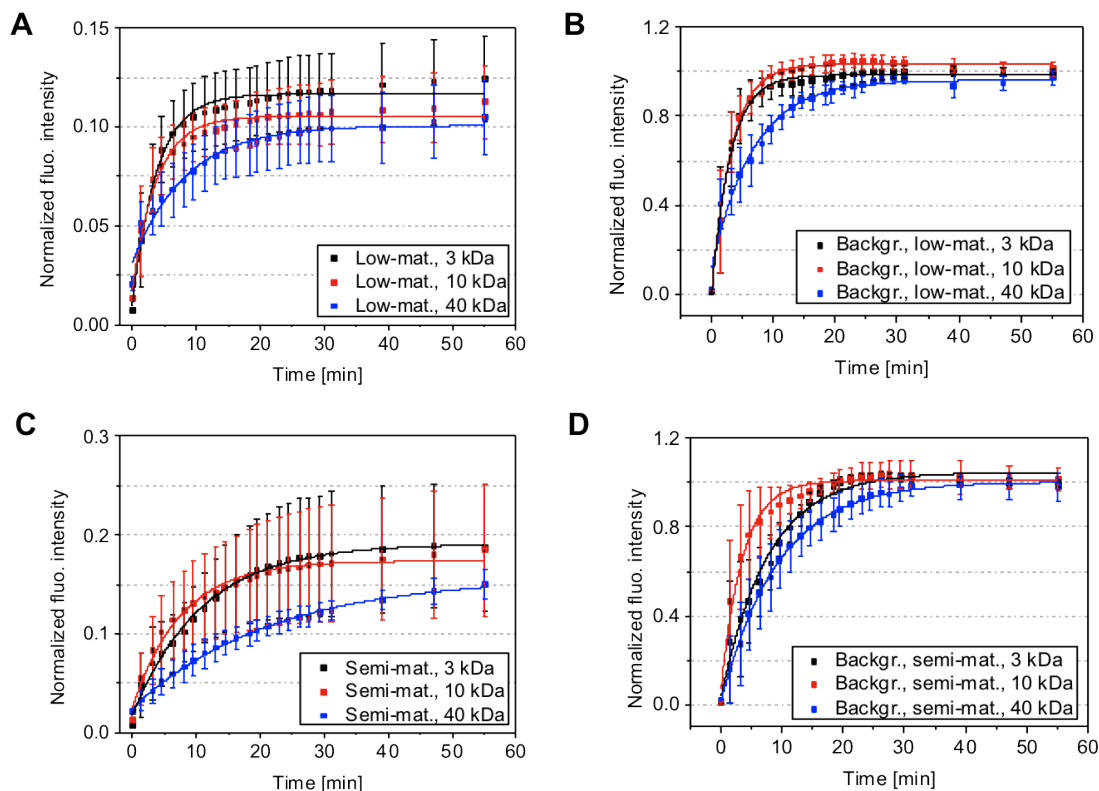 A
Normalized fluo. intensity
0.15
0.10
0.05
0.00
Low-mat., 3 kDa
Low-mat., 10 kDa
Low-mat., 40 kDa
0 10 20 30 40 50 60
Time [min]
B
Normalized fluo. intensity
1.2
0.8
0.4
0.0
Backgr., low-mat., 3 kDa
Backgr., low-mat., 10 kDa
Backgr., low-mat., 40 kDa
0 10 20 30 40 50 60
Time [min]
C
Normalized fluo. intensity
0.3
0.2
0.1
0.0
Semi-mat., 3 kDa
Semi-mat., 10 kDa
Semi-mat., 40 kDa
0 10 20 30 40 50 60
Time [min]
D
Normalized fluo. intensity
1.2
0.8
0.4
0.0
Backgr., semi-mat., 3 kDa
Backgr., semi-mat., 10 kDa
Backgr., semi-mat., 40 kDa
0 10 20 30 40 50 60
Time [min]